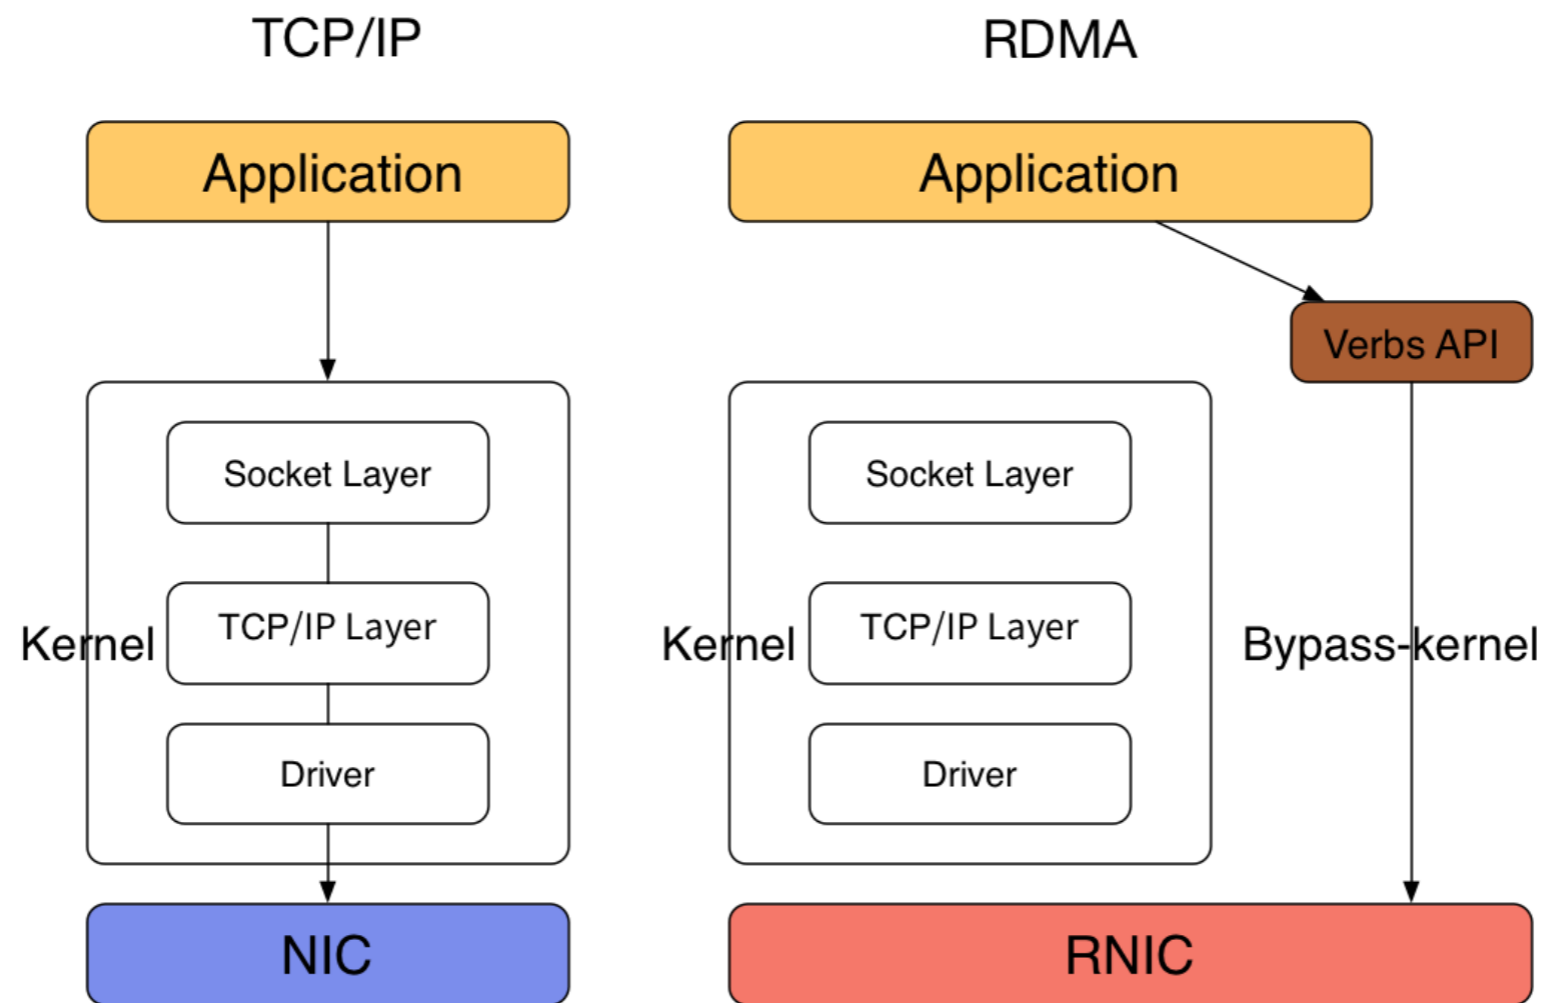 TCP/IP
Application
Kernel
Socket Layer
TCP/IP Layer
Driver
NIC
RDMA
Application
Verbs API
Kernel
Socket Layer
TCP/IP Layer
Driver
Bypass-kernel
RNIC